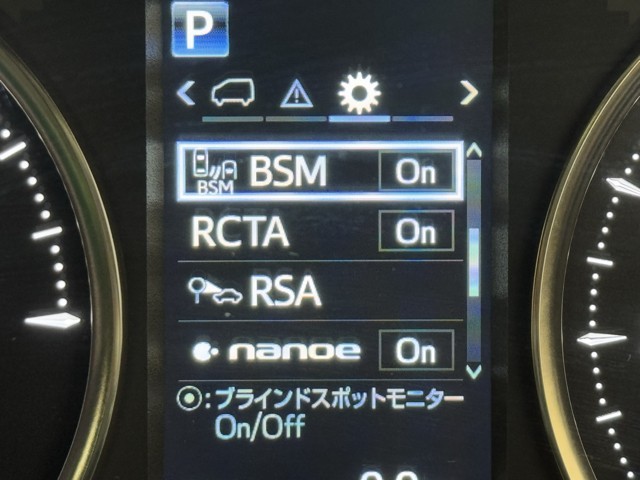 P
BSM BSM On
RCTA On
RSA
nanoe On
:ブラインドスポットモニター
On/Off